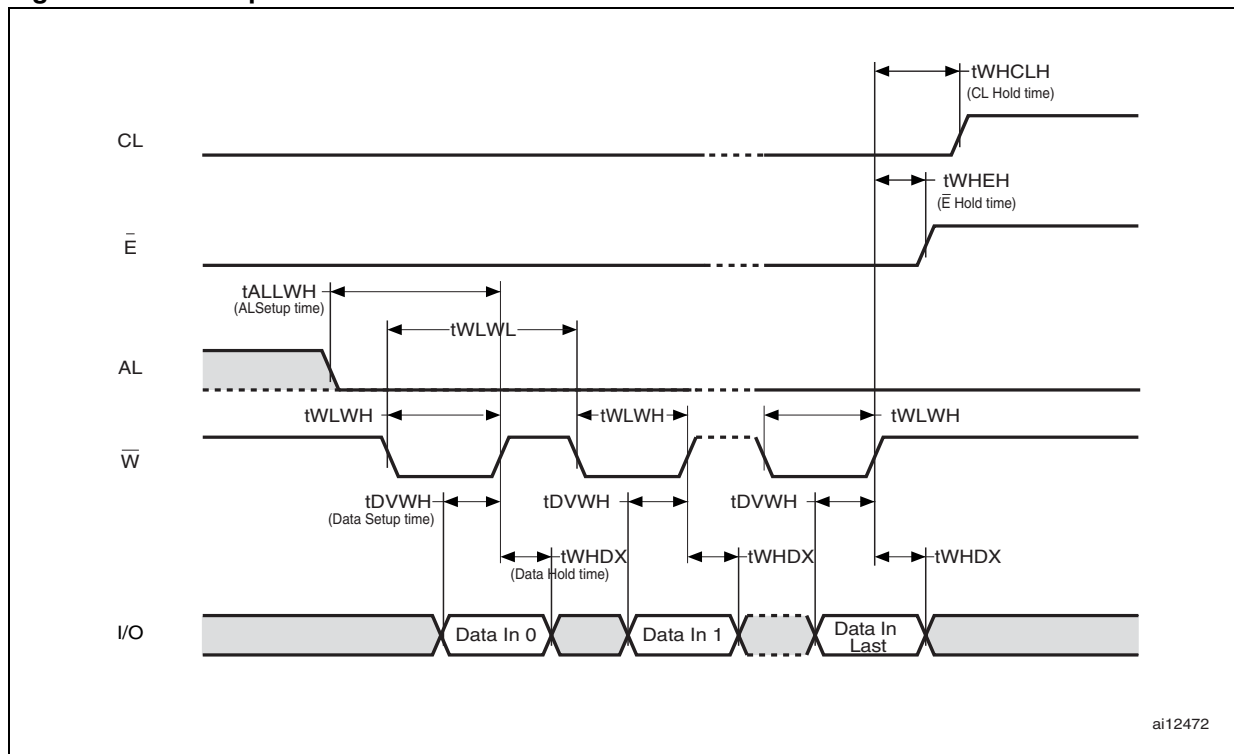 tWHCLH
(CL Hold time)
CL
tWHEH
(E̅ Hold time)
E̅
tALLWH
(ALSetup time)
tWLWL
AL
tWLWH
tWLWH
tWLWH
W̅
tDVWH
(Data Setup time)
tDVWH
tDVWH
tWHDX
(Data Hold time)
tWHDX
tWHDX
I/O
Data In 0
Data In 1
Data In
Last
ai12472